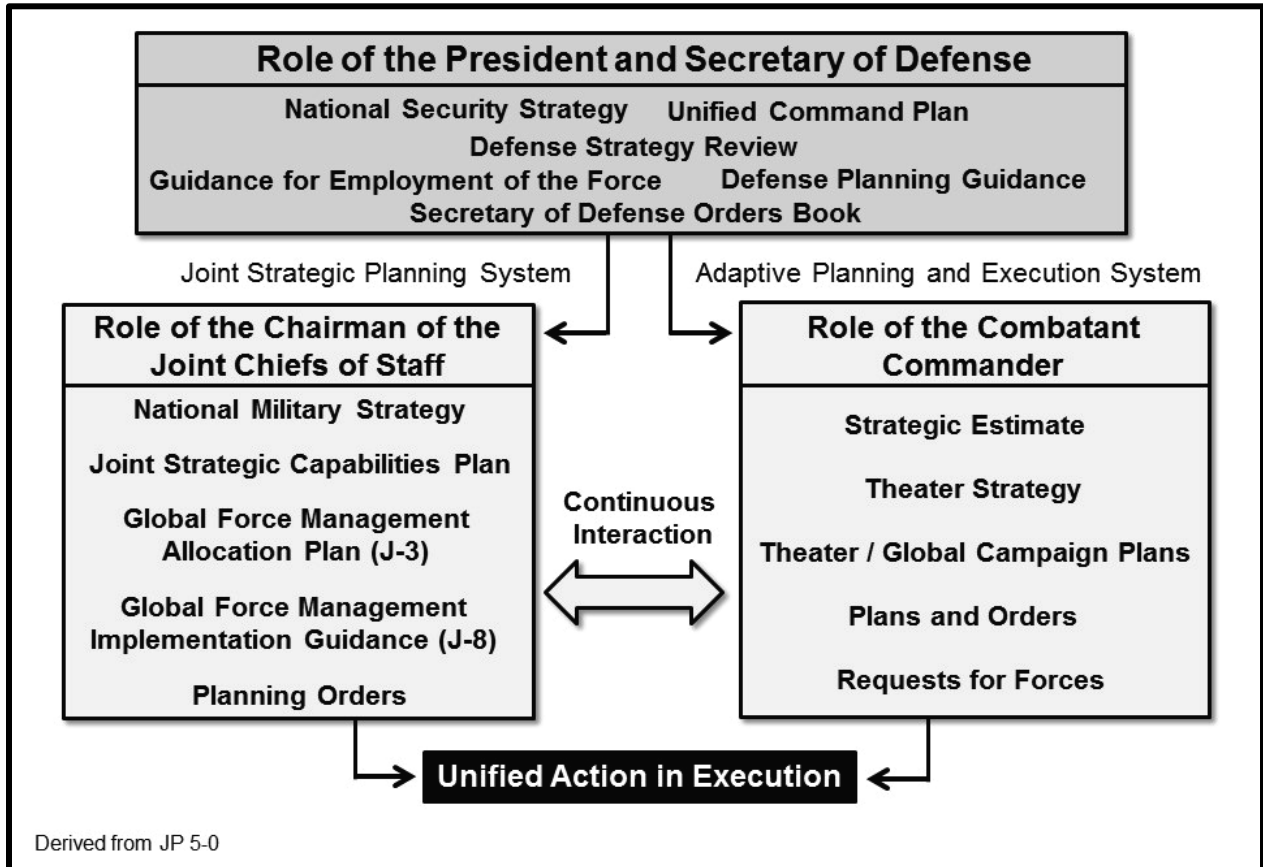 Role of the President and Secretary of Defense
National Security Strategy Unified Command Plan
Defense Strategy Review
Guidance for Employment of the Force Defense Planning Guidance
Secretary of Defense Orders Book
Joint Strategic Planning System
Adaptive Planning and Execution System
Role of the Chairman of the
Joint Chiefs of Staff
National Military Strategy
Joint Strategic Capabilities Plan
Global Force Management
Allocation Plan (J-3)
Global Force Management
Implementation Guidance (J-8)
Planning Orders
Continuous
Interaction
Role of the Combatant
Commander
Strategic Estimate
Theater Strategy
Theater / Global Campaign Plans
Plans and Orders
Requests for Forces
Unified Action in Execution
Derived from JP 5-0